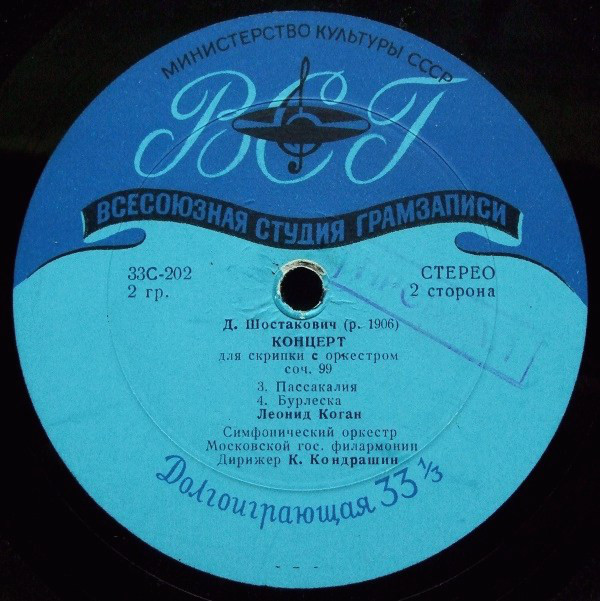 МИНИСТЕРСТВО КУЛЬТУРЫ СССР
ВСГ
ВСЕСОЮЗНАЯ СТУДИЯ ГРАМЗАПИСИ
33С-202
2 гр.
СТЕРЕО
2 сторона
Д. Шостакович (р. 1906)
КОНЦЕРТ
для скрипки с оркестром
соч. 99
3. Пассакалия
4. Бурлеска
Леонид Коган
Симфонический оркестр
Московской гос. филармонии
Дирижер К. Кондрашин
Долгоиграющая 33 1/3